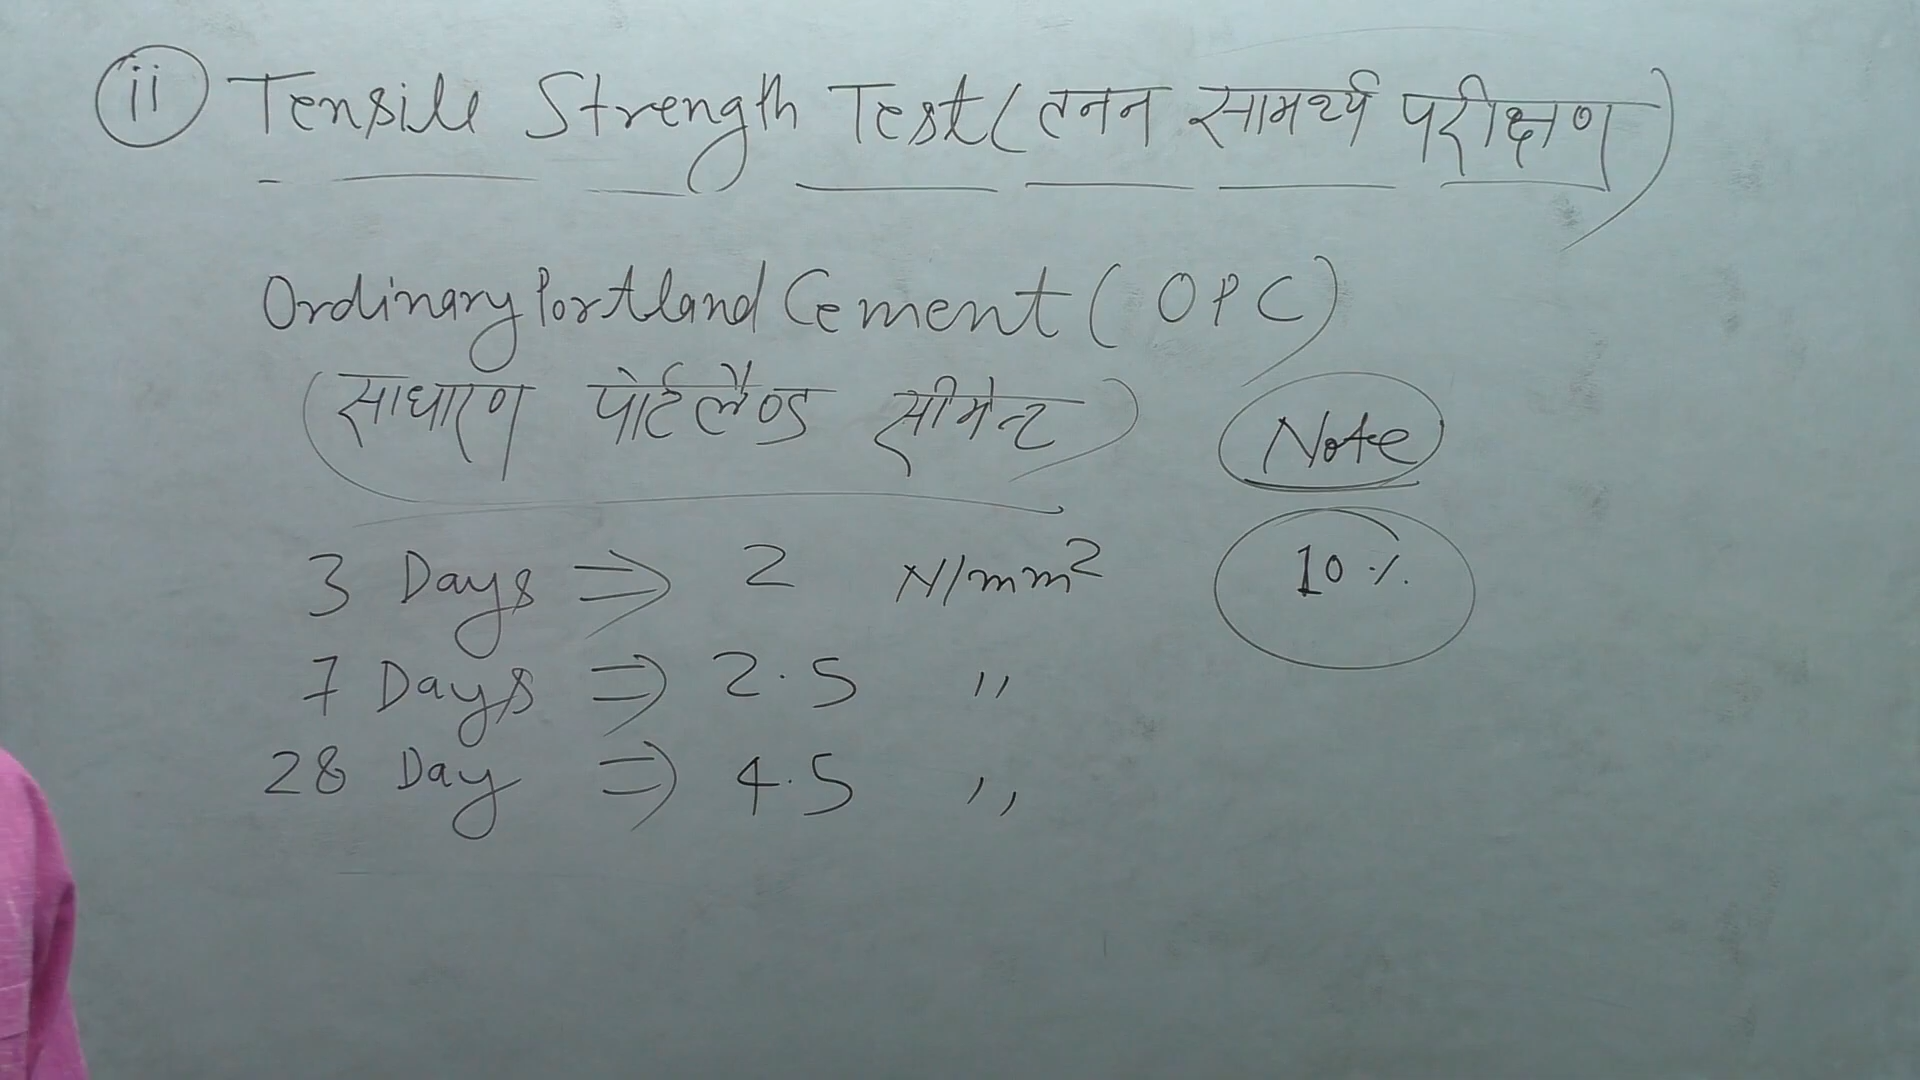 ii Tensile Strength Test (तनन सामर्थ्य परीक्षण)
Ordinary Portland Cement (OPC)
(साधारण पोर्टलैण्ड सीमेन्ट)
Note
3 Days ⇒ 2 N/mm²
10%
7 Days ⇒ 2.5 "
28 Day ⇒ 4.5 "